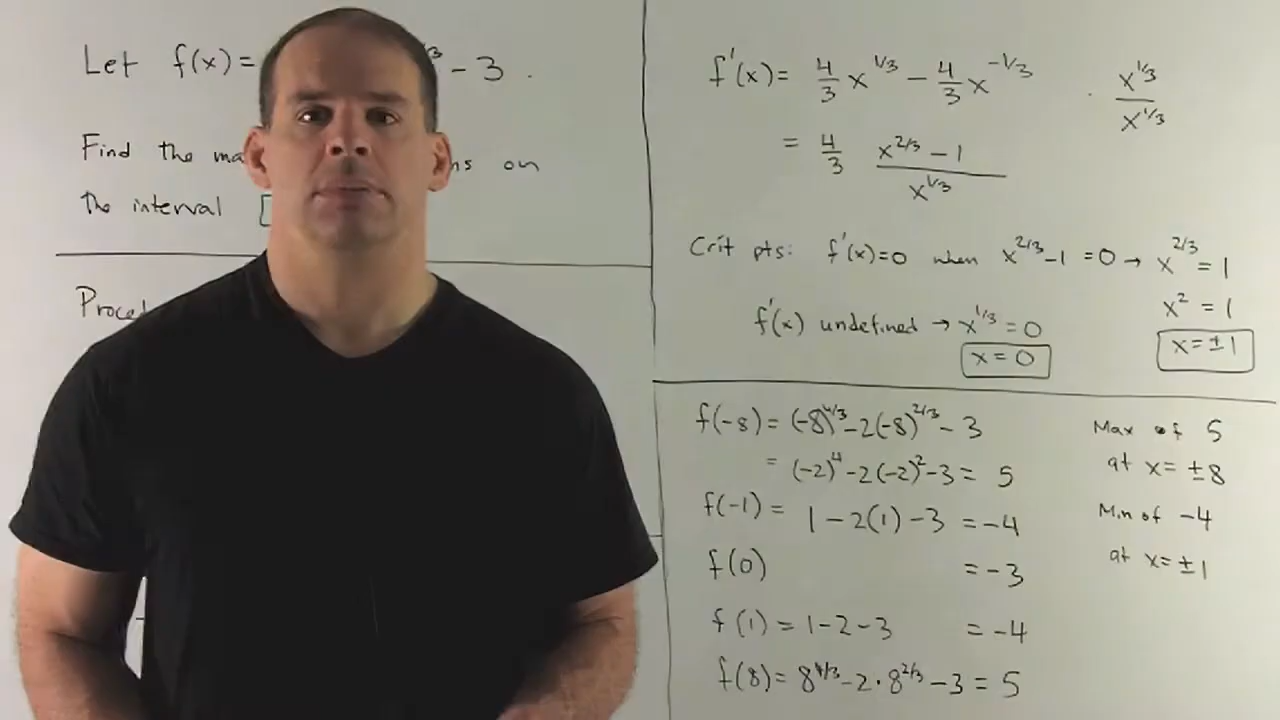 Let f(x)= - 3 .
Find the on
the interval [
f'(x)= 4/3 x^1/3 - 4/3 x^-1/3 · x^1/3 / x^1/3
= 4/3 (x^2/3 - 1) / x^1/3
Crit pts: f'(x)=0 when x^2/3 - 1 = 0 → x^2/3 = 1
x^2 = 1
f'(x) undefined → x^1/3 = 0
x = ±1
x = 0
f(-8) = (-8)^4/3 - 2(-8)^2/3 - 3
= (-2)^4 - 2(-2)^2 - 3 = 5
f(-1) = 1 - 2(1) - 3 = -4
f(0) = -3
f(1) = 1 - 2 - 3 = -4
f(8) = 8^4/3 - 2·8^2/3 - 3 = 5
Max of 5
at x = ±8
Min of -4
at x = ±1